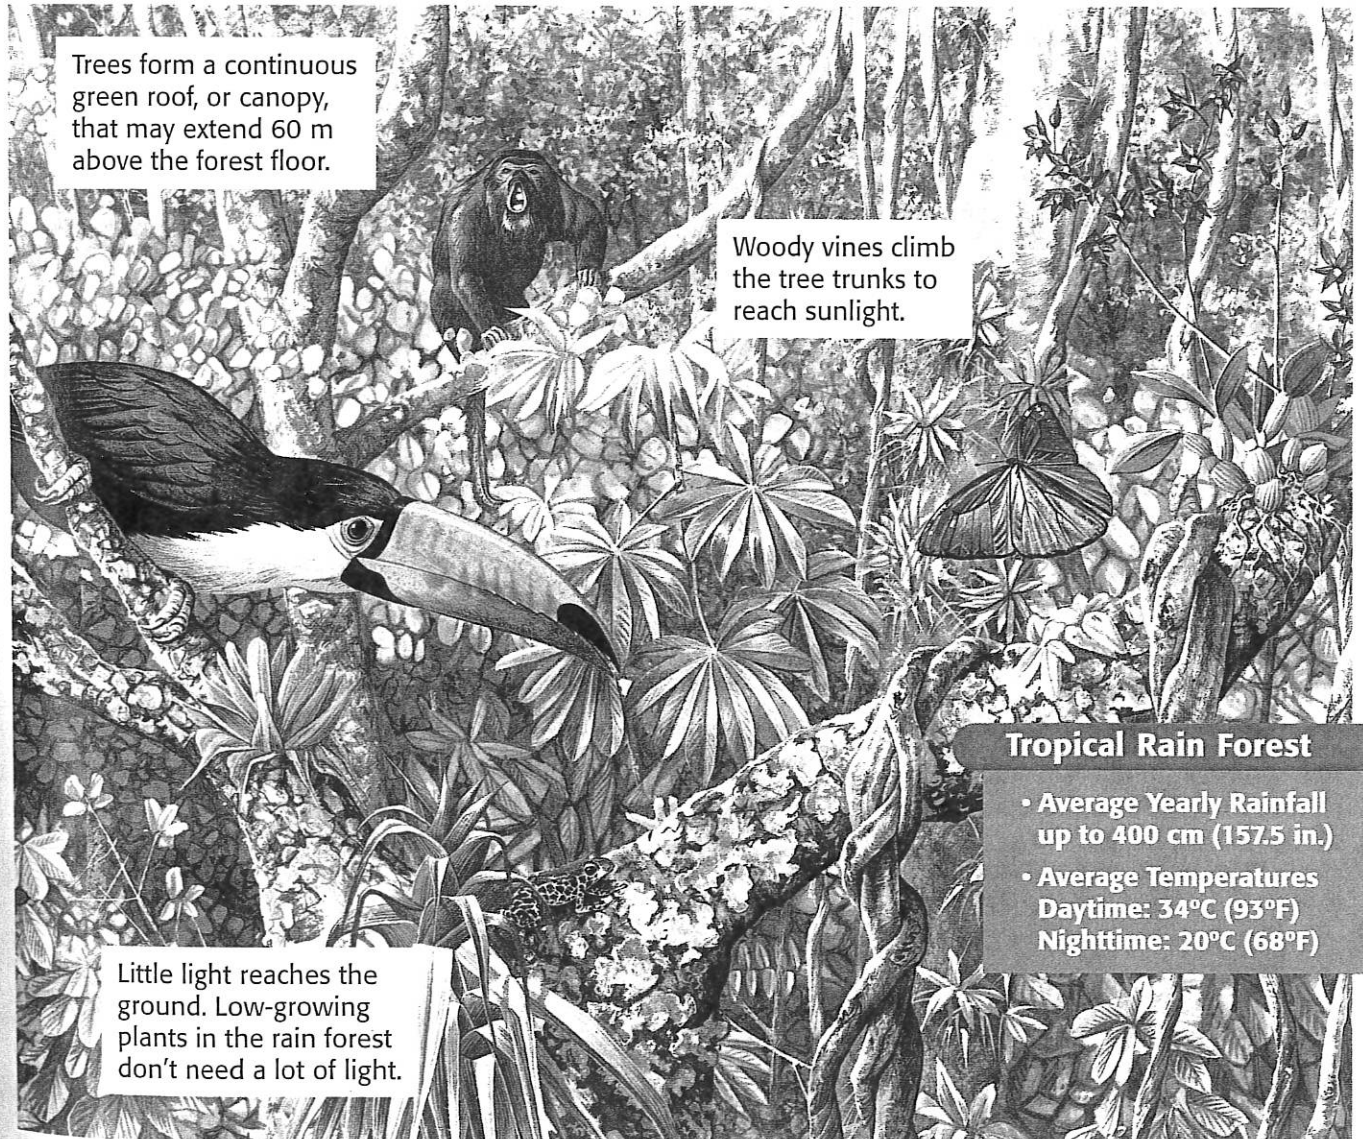 Trees form a continuous
green roof, or canopy,
that may extend 60 m
above the forest floor.
Woody vines climb
the tree trunks to
reach sunlight.
Tropical Rain Forest
• Average Yearly Rainfall
up to 400 cm (157.5 in.)
• Average Temperatures
Daytime: 34°C (93°F)
Nighttime: 20°C (68°F)
Little light reaches the
ground. Low-growing
plants in the rain forest
don't need a lot of light.